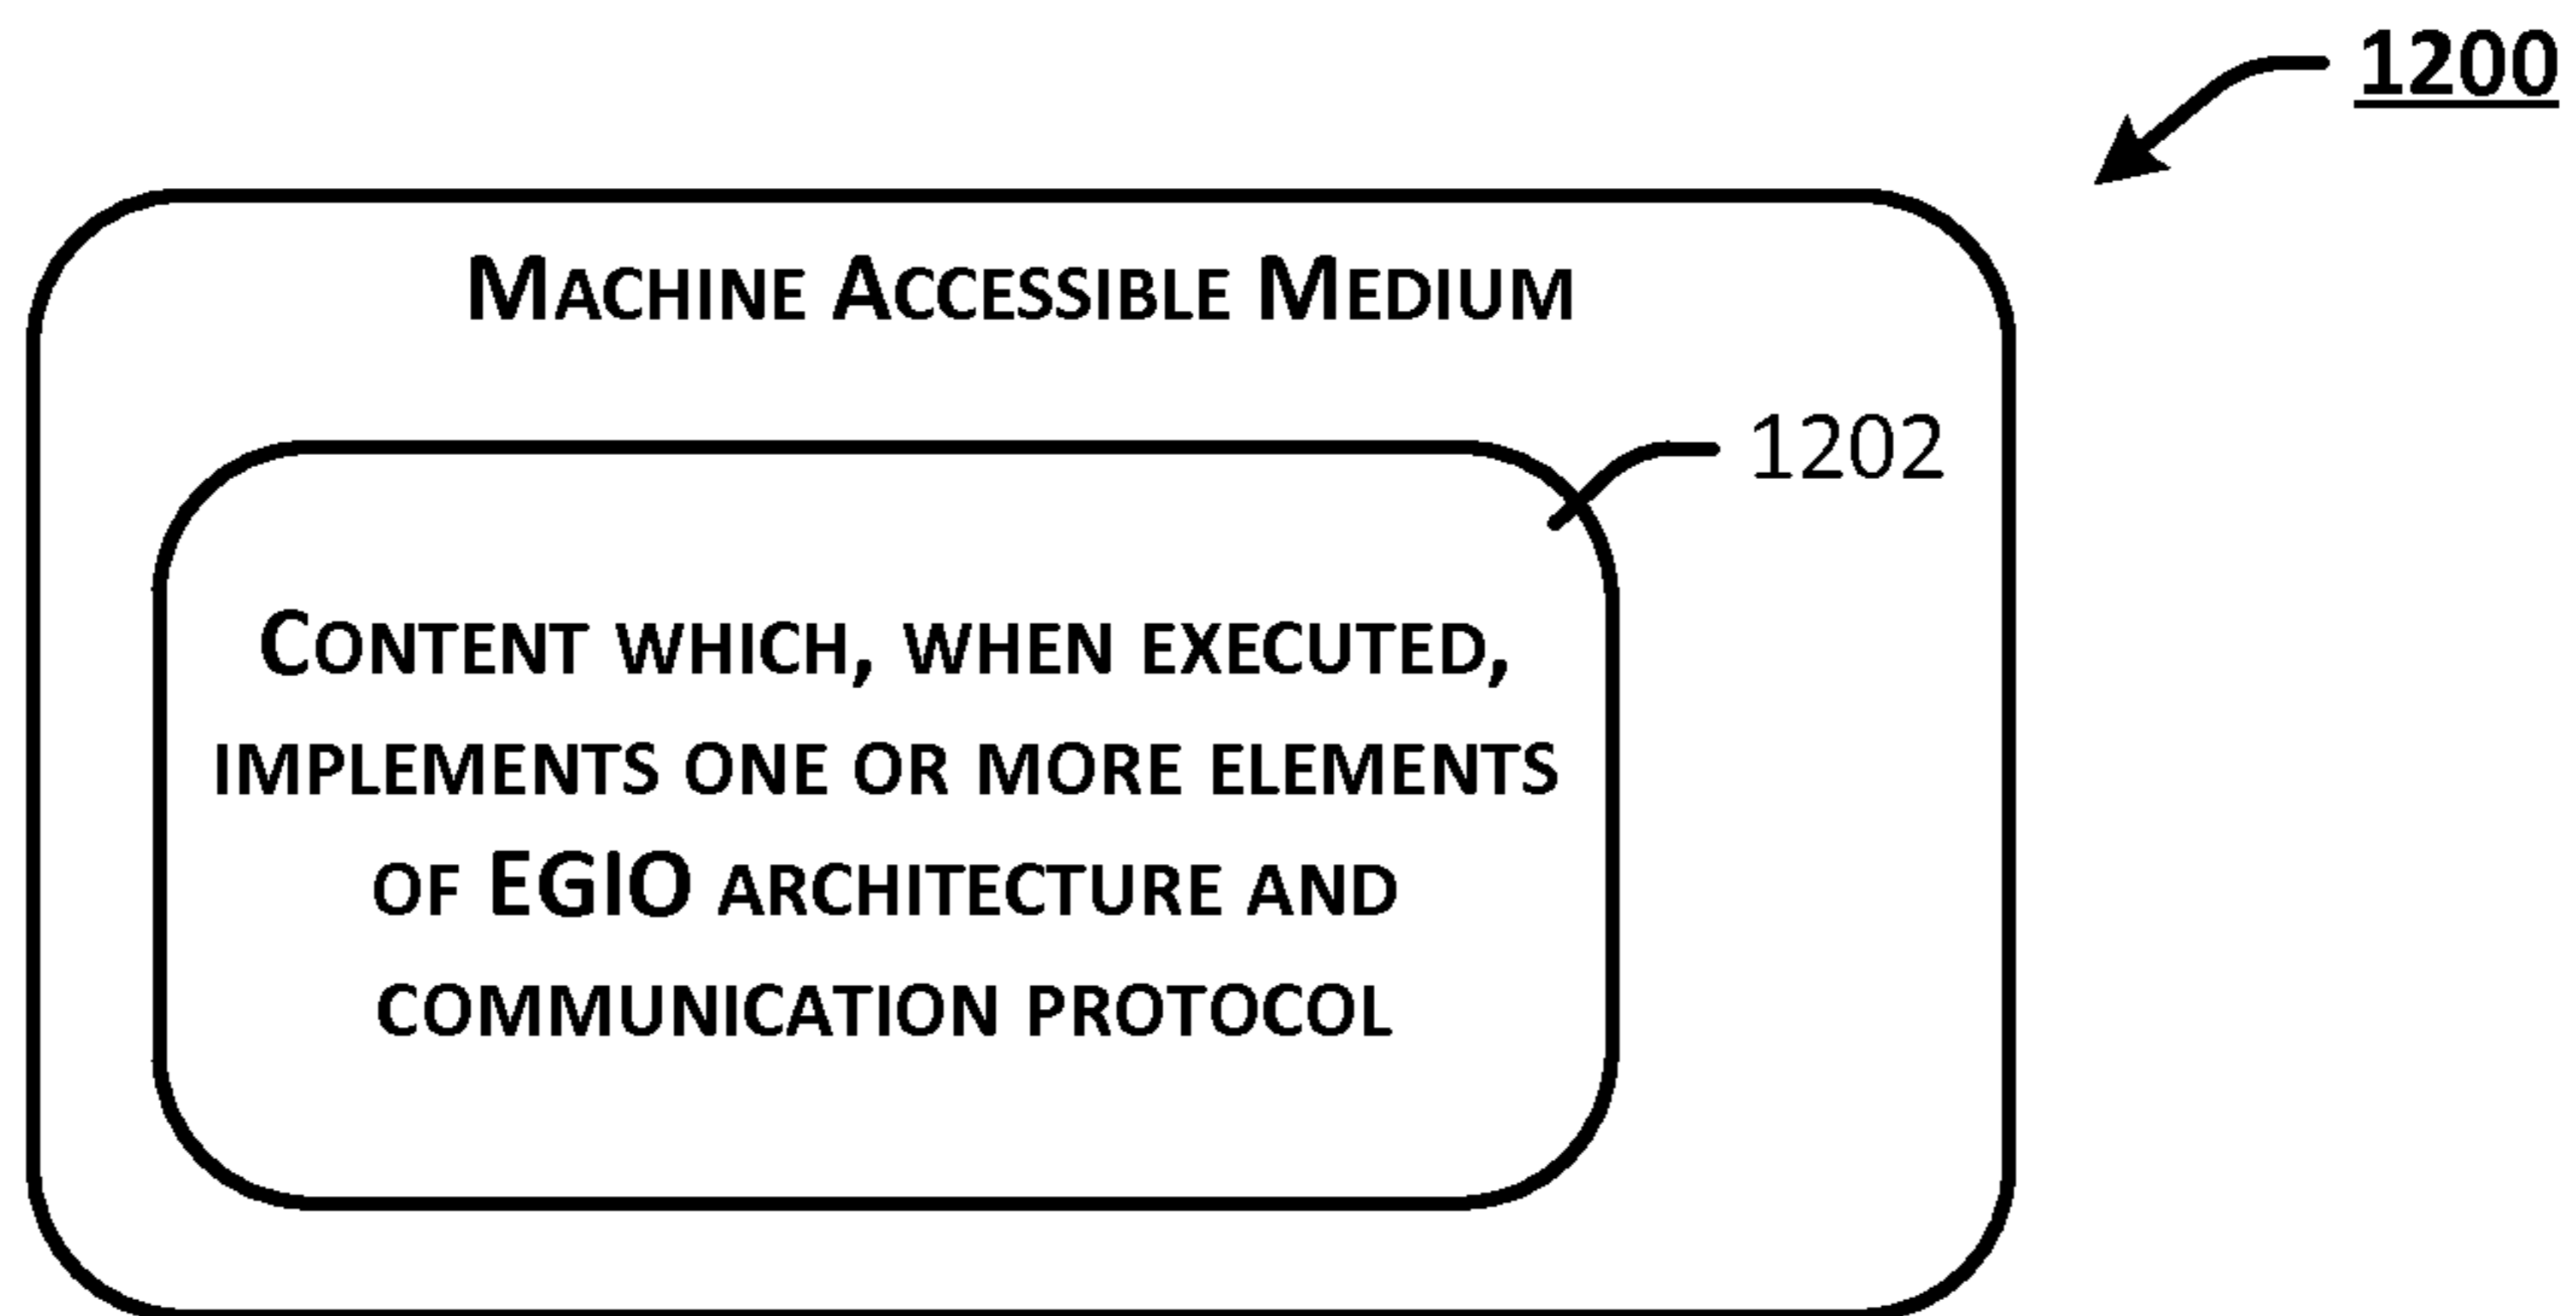 1200
MACHINE ACCESSIBLE MEDIUM
1202
CONTENT WHICH, WHEN EXECUTED,
IMPLEMENTS ONE OR MORE ELEMENTS
OF EGIO ARCHITECTURE AND
COMMUNICATION PROTOCOL